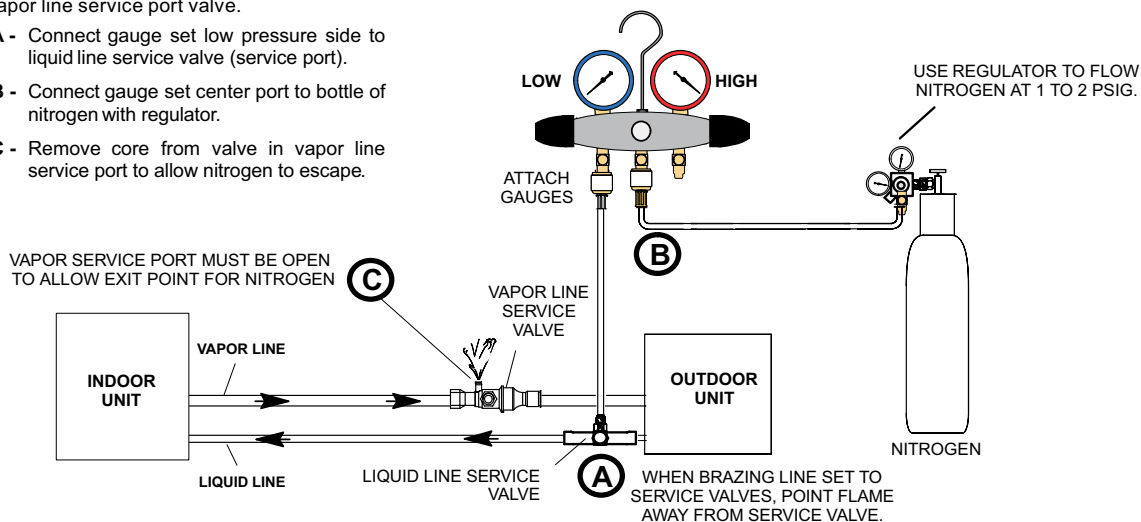 vapor line service port valve.
A - Connect gauge set low pressure side to
liquid line service valve (service port).
B - Connect gauge set center port to bottle of
nitrogen with regulator.
C - Remove core from valve in vapor line
service port to allow nitrogen to escape.
LOW
HIGH
USE REGULATOR TO FLOW
NITROGEN AT 1 TO 2 PSIG.
ATTACH
GAUGES
B
VAPOR SERVICE PORT MUST BE OPEN
TO ALLOW EXIT POINT FOR NITROGEN
C
VAPOR LINE
SERVICE
VALVE
INDOOR
UNIT
VAPOR LINE
OUTDOOR
UNIT
NITROGEN
LIQUID LINE
LIQUID LINE SERVICE
VALVE
A
WHEN BRAZING LINE SET TO
SERVICE VALVES, POINT FLAME
AWAY FROM SERVICE VALVE.